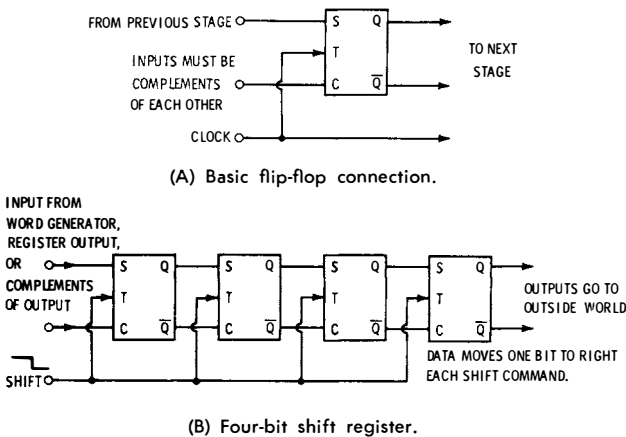 FROM PREVIOUS STAGE
S Q
INPUTS MUST BE
COMPLEMENTS
OF EACH OTHER
T
C Q̅
TO NEXT
STAGE
CLOCK
(A) Basic flip-flop connection.
INPUT FROM
WORD GENERATOR,
REGISTER OUTPUT,
OR
COMPLEMENTS
OF OUTPUT
S Q S Q S Q S Q
T T T T
C Q̅ C Q̅ C Q̅ C Q̅
OUTPUTS GO TO
OUTSIDE WORLD
SHIFT
DATA MOVES ONE BIT TO RIGHT
EACH SHIFT COMMAND.
(B) Four-bit shift register.